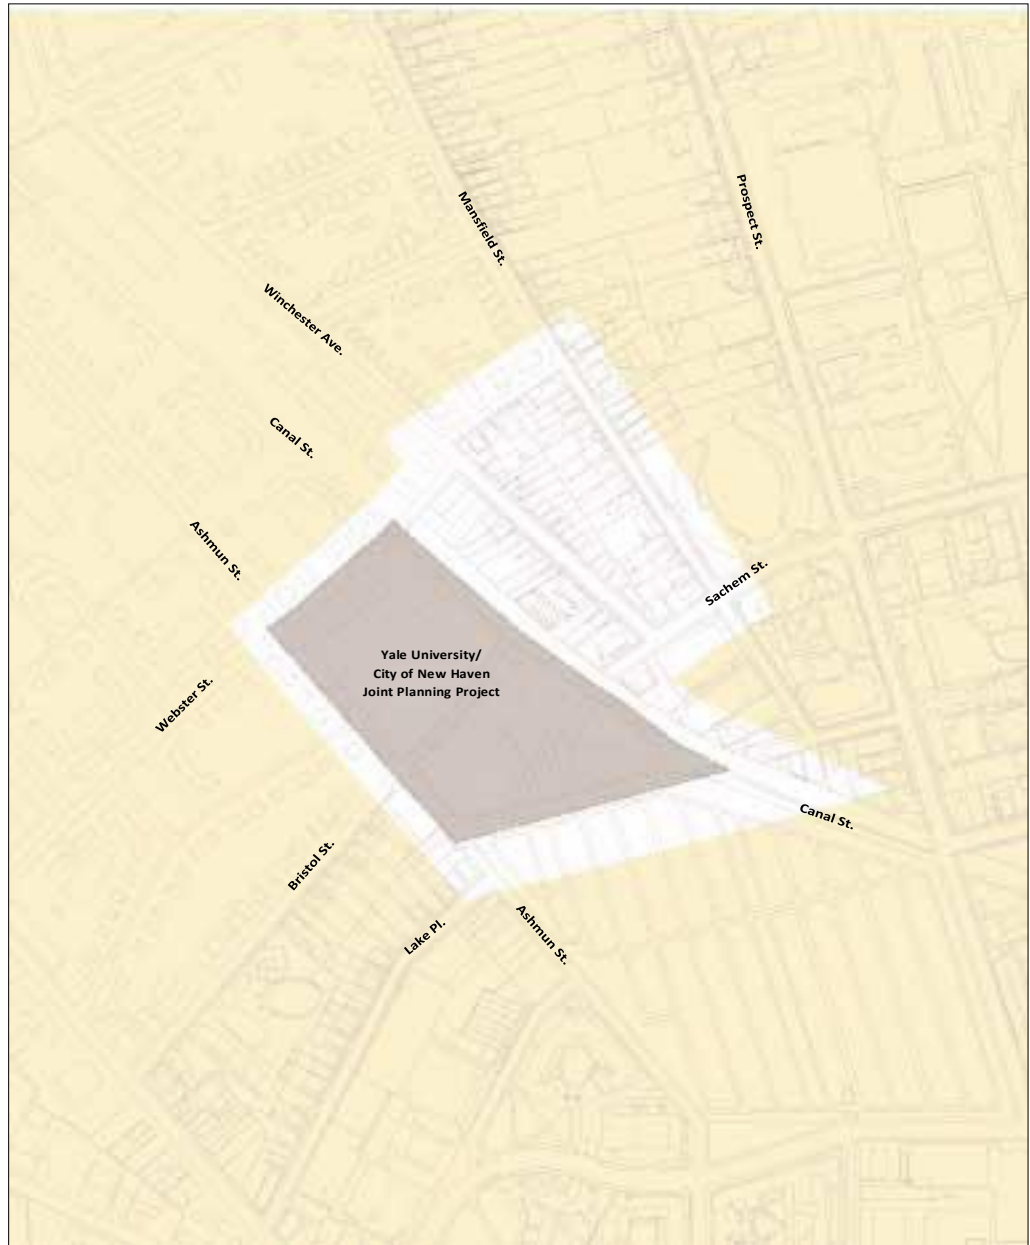 Prospect St.
Mansfield St.
Winchester Ave.
Canal St.
Ashmun St.
Sachem St.
Yale University/
City of New Haven
Joint Planning Project
Webster St.
Canal St.
Bristol St.
Lake Pl.
Ashmun St.